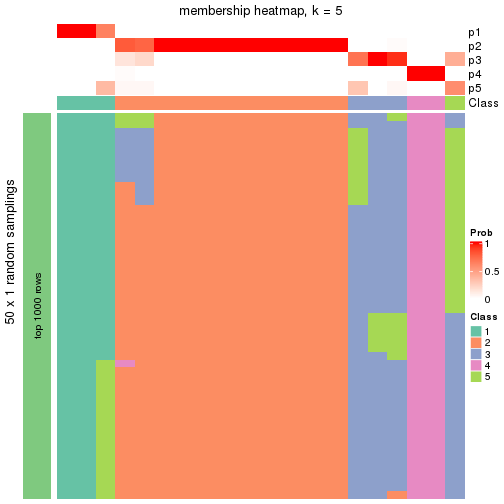 membership heatmap, k = 5
p1
p2
p3
p4
p5
Class
50 x 1 random samplings
top 1000 rows
Prob
1
0.5
0
Class
1
2
3
4
5